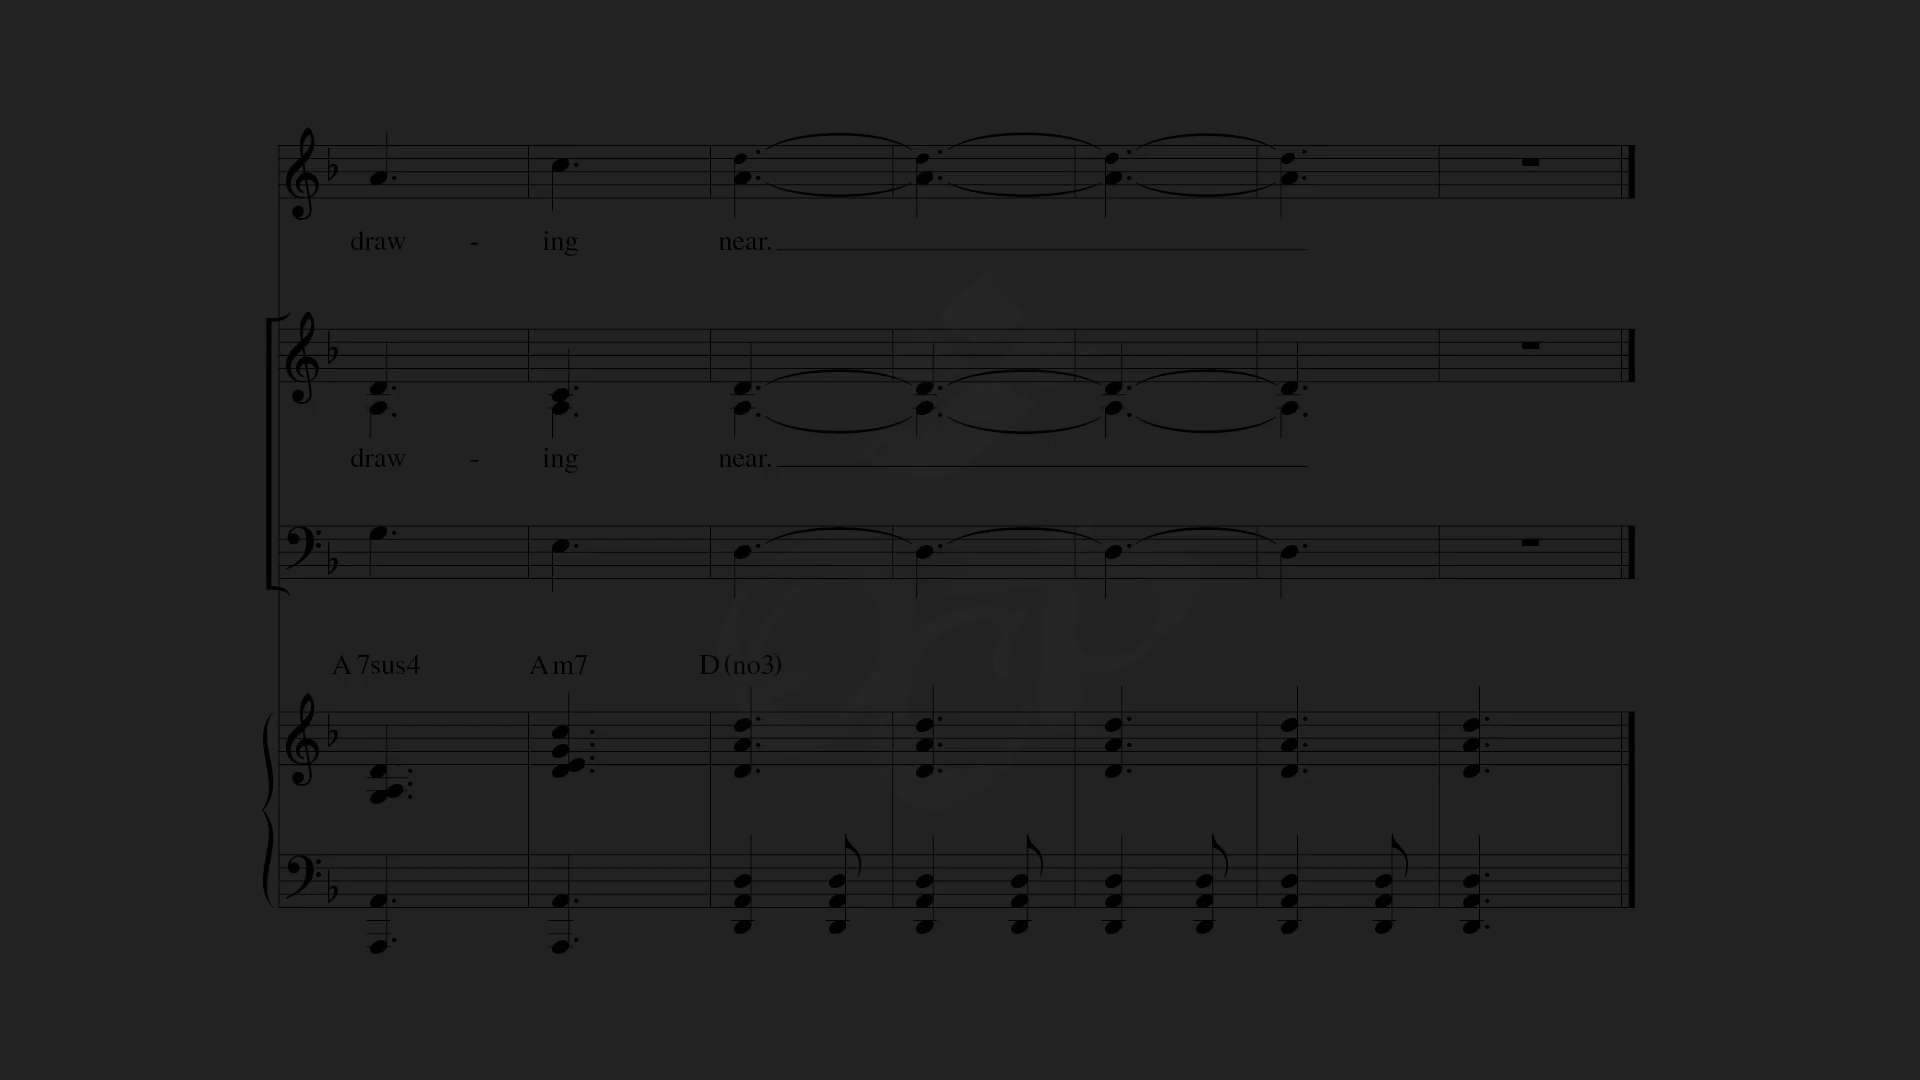 draw - ing near.
draw - ing near.
A 7sus4 A m7 D (no3)